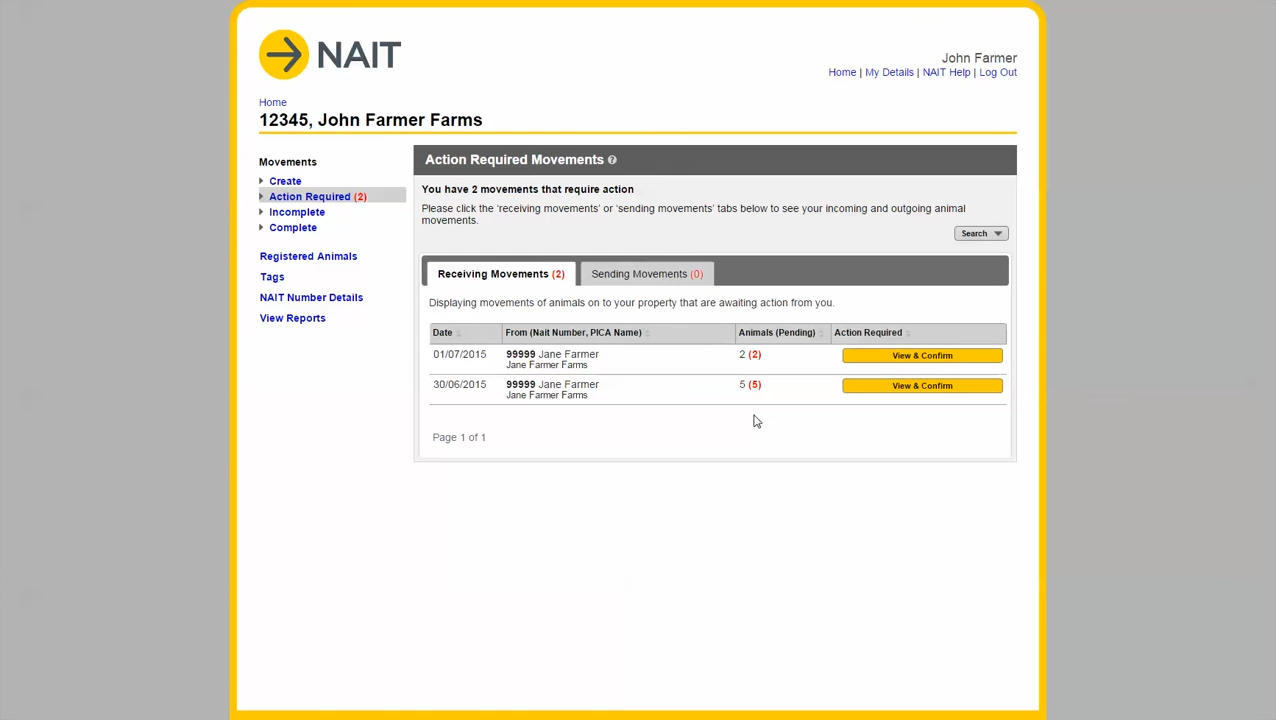 NAIT
John Farmer
Home | My Details | NAIT Help | Log Out
Home
12345, John Farmer Farms
Movements
Create
Action Required (2)
Incomplete
Complete
Registered Animals
Tags
NAIT Number Details
View Reports
Action Required Movements ?
You have 2 movements that require action
Please click the 'receiving movements' or 'sending movements' tabs below to see your incoming and outgoing animal
movements.
Search
Receiving Movements (2) Sending Movements (0)
Displaying movements of animals on to your property that are awaiting action from you.
Date From (Nait Number, PICA Name) Animals (Pending) Action Required
01/07/2015 99999 Jane Farmer 2 (2) View & Confirm
Jane Farmer Farms
30/06/2015 99999 Jane Farmer 5 (5) View & Confirm
Jane Farmer Farms
Page 1 of 1